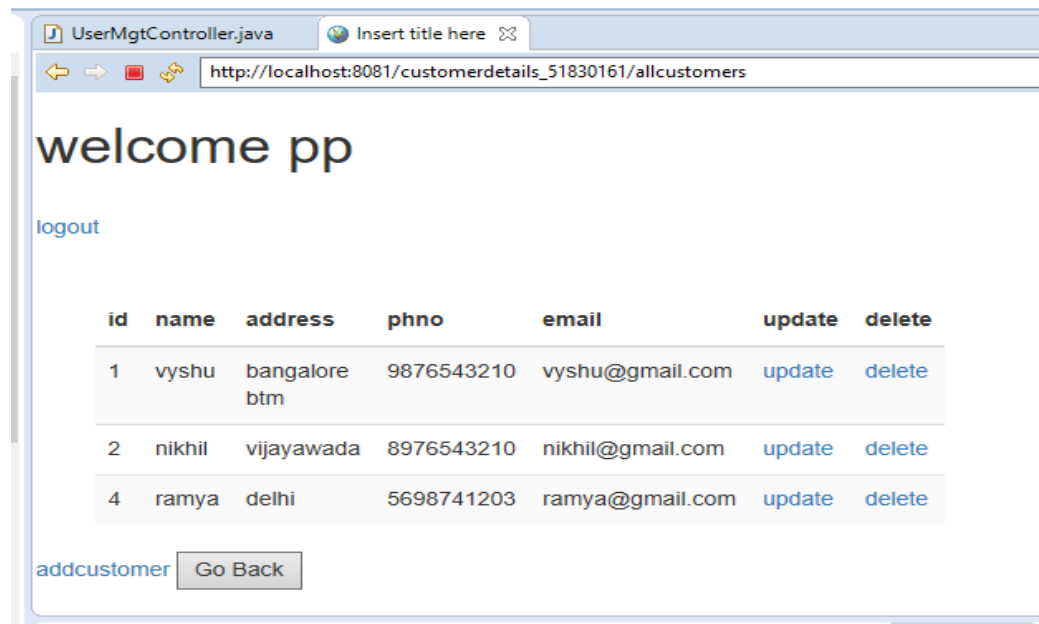 UserMgtController.java Insert title here
http://localhost:8081/customerdetails_51830161/allcustomers
welcome pp
logout
id name address phno email update delete
1 vyshu bangalore btm 9876543210 vyshu@gmail.com update delete
2 nikhil vijayawada 8976543210 nikhil@gmail.com update delete
4 ramya delhi 5698741203 ramya@gmail.com update delete
addcustomer Go Back